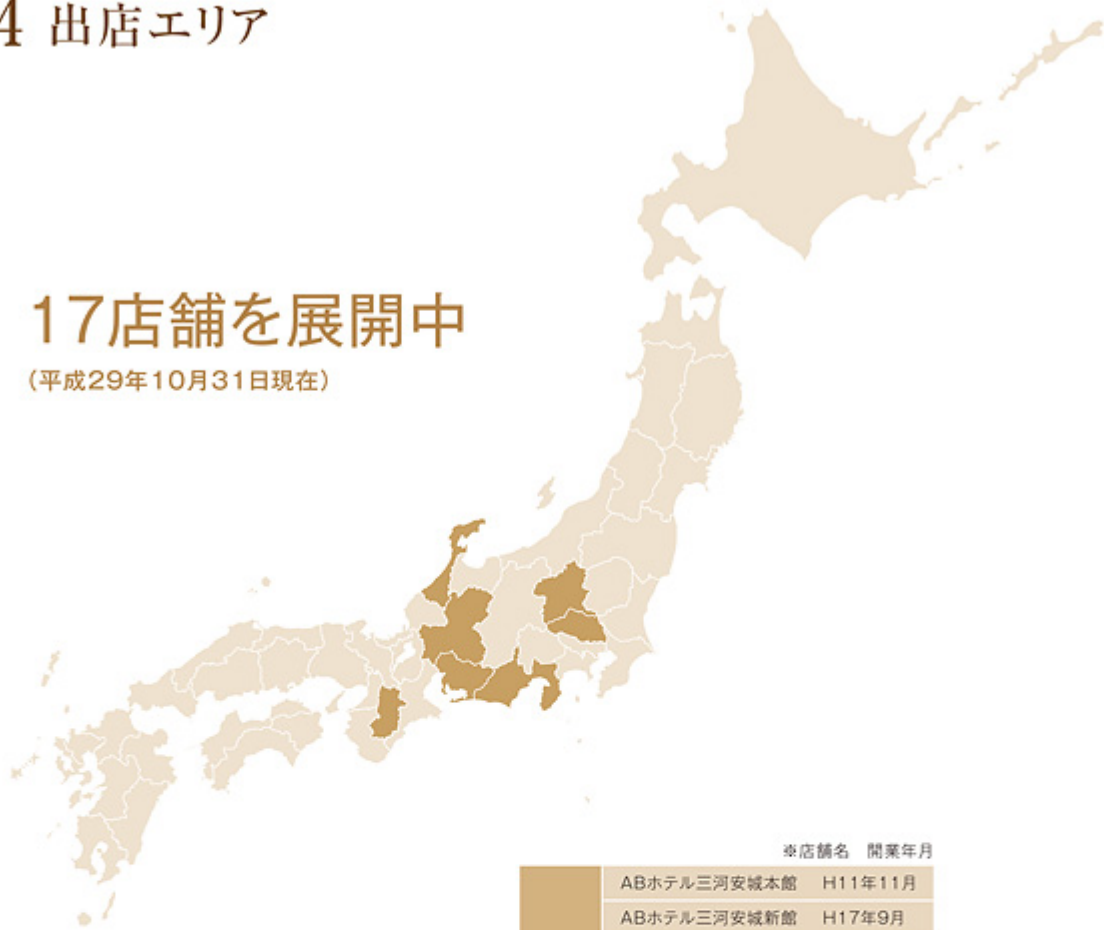 4 出店エリア
17店舗を展開中
（平成29年10月31日現在）
※店舗名 開業年月
ABホテル三河安城本館 H11年11月
ABホテル三河安城新館 H17年9月